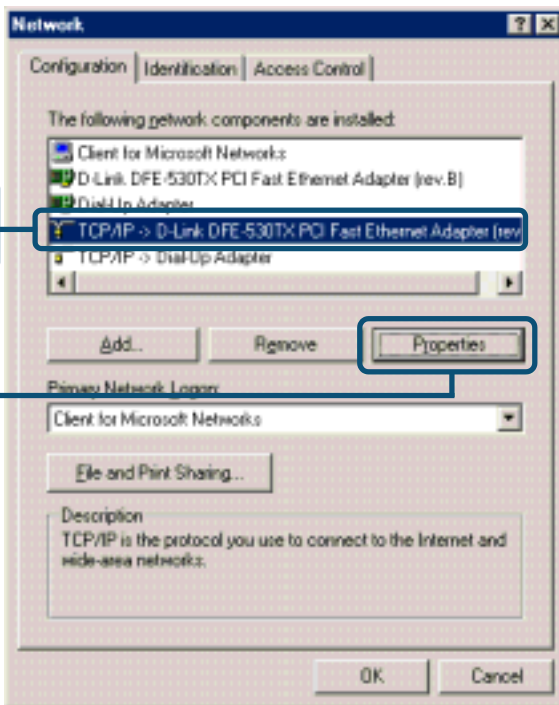 Network
Configuration Identification Access Control
The following network components are installed:
Client for Microsoft Networks
D-Link DFE-530TX PCI Fast Ethernet Adapter (rev.B)
Dial-Up Adapter
TCP/IP -> D-Link DFE-530TX PCI Fast Ethernet Adapter (rev
TCP/IP -> Dial-Up Adapter
Add... Remove Properties
Primary Network Logon:
Client for Microsoft Networks
File and Print Sharing...
Description
TCP/IP is the protocol you use to connect to the Internet and
wide-area networks.
OK Cancel